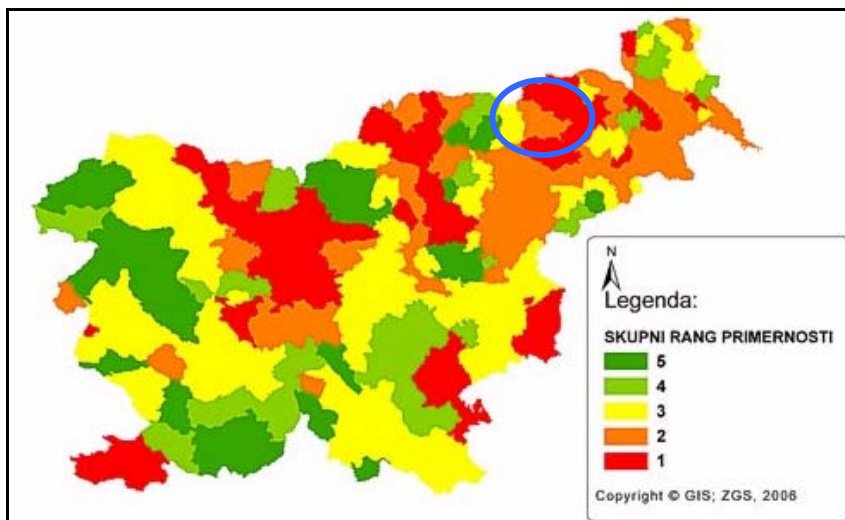 N
Legenda:
SKUPNI RANG PRIMERNOSTI
5
4
3
2
1
Copyright © GIS; ZGS, 2006